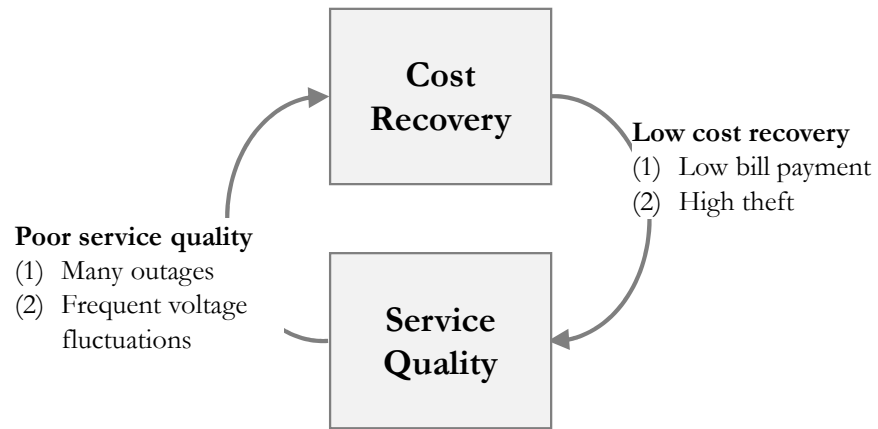 Cost
Recovery
Low cost recovery
(1) Low bill payment
(2) High theft
Poor service quality
(1) Many outages
(2) Frequent voltage
fluctuations
Service
Quality